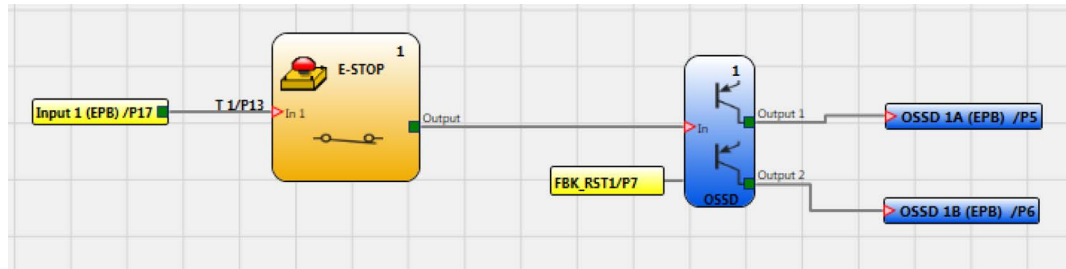 1
E-STOP
Input 1 (EPB) /P17
T 1/P13
In 1
Output
1
In
Output 1
OSSD 1A (EPB) /P5
FBK_RST1/P7
Output 2
OSSD
OSSD 1B (EPB) /P6